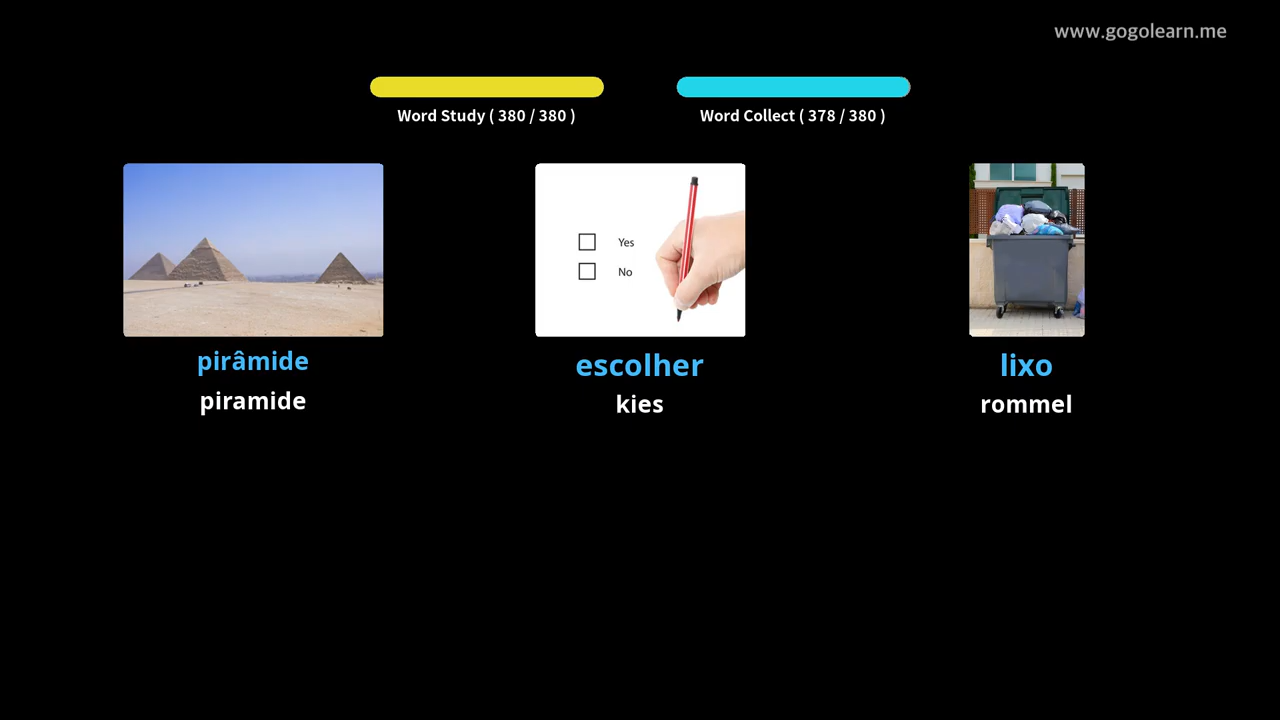 www.gogolearn.me
Word Study ( 380 / 380 )
Word Collect ( 378 / 380 )
Yes
No
pirâmide
piramide
escolher
kies
lixo
rommel